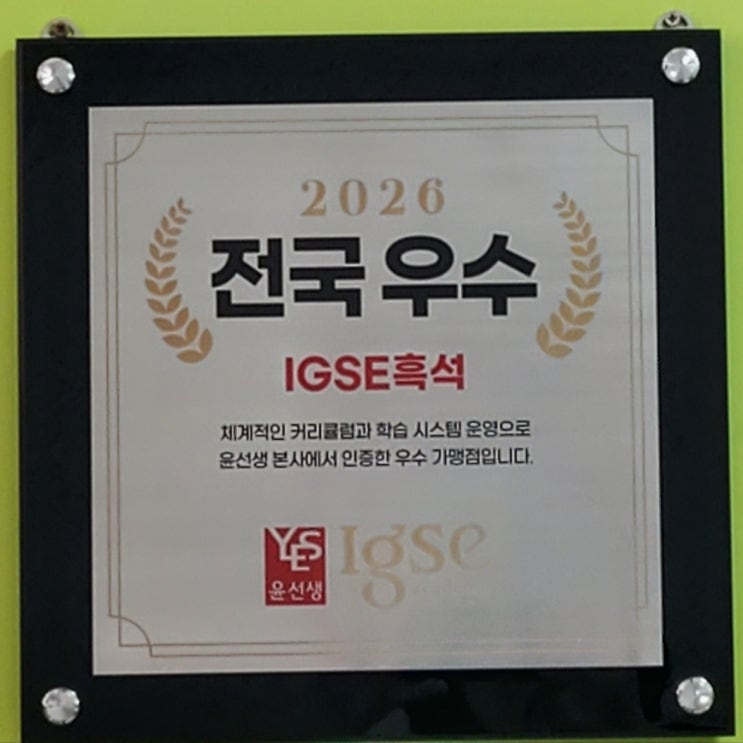 2026
전국 우수
IGSE흑석
체계적인 커리큘럼과 학습 시스템 운영으로
윤선생 본사에서 인증한 우수 가맹점입니다.
YES Igse
윤선생